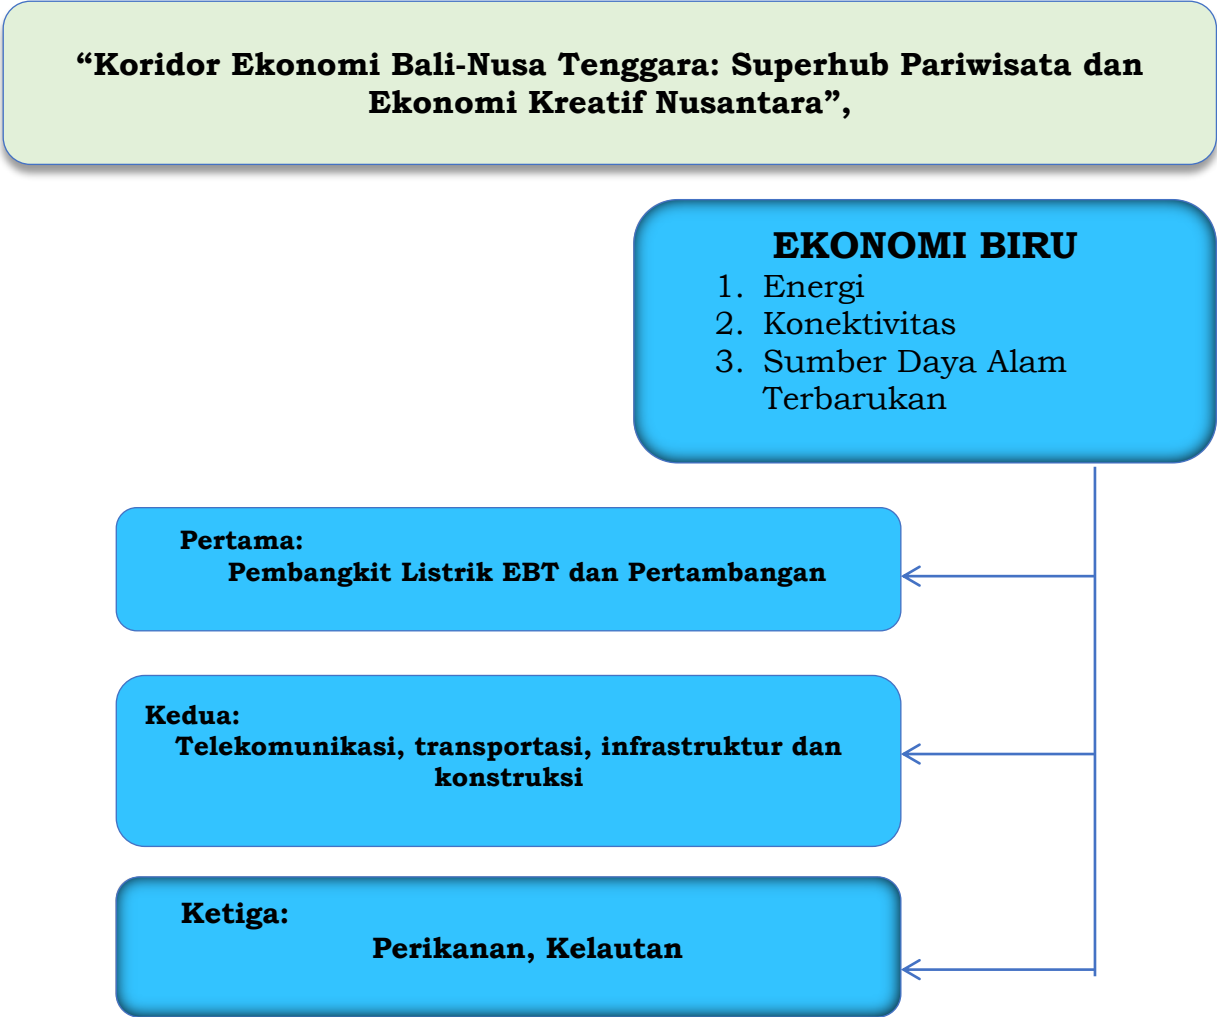 “Koridor Ekonomi Bali-Nusa Tenggara: Superhub Pariwisata dan
Ekonomi Kreatif Nusantara”,
EKONOMI BIRU
1. Energi
2. Konektivitas
3. Sumber Daya Alam
Terbarukan
Pertama:
Pembangkit Listrik EBT dan Pertambangan
Kedua:
Telekomunikasi, transportasi, infrastruktur dan
konstruksi
Ketiga:
Perikanan, Kelautan